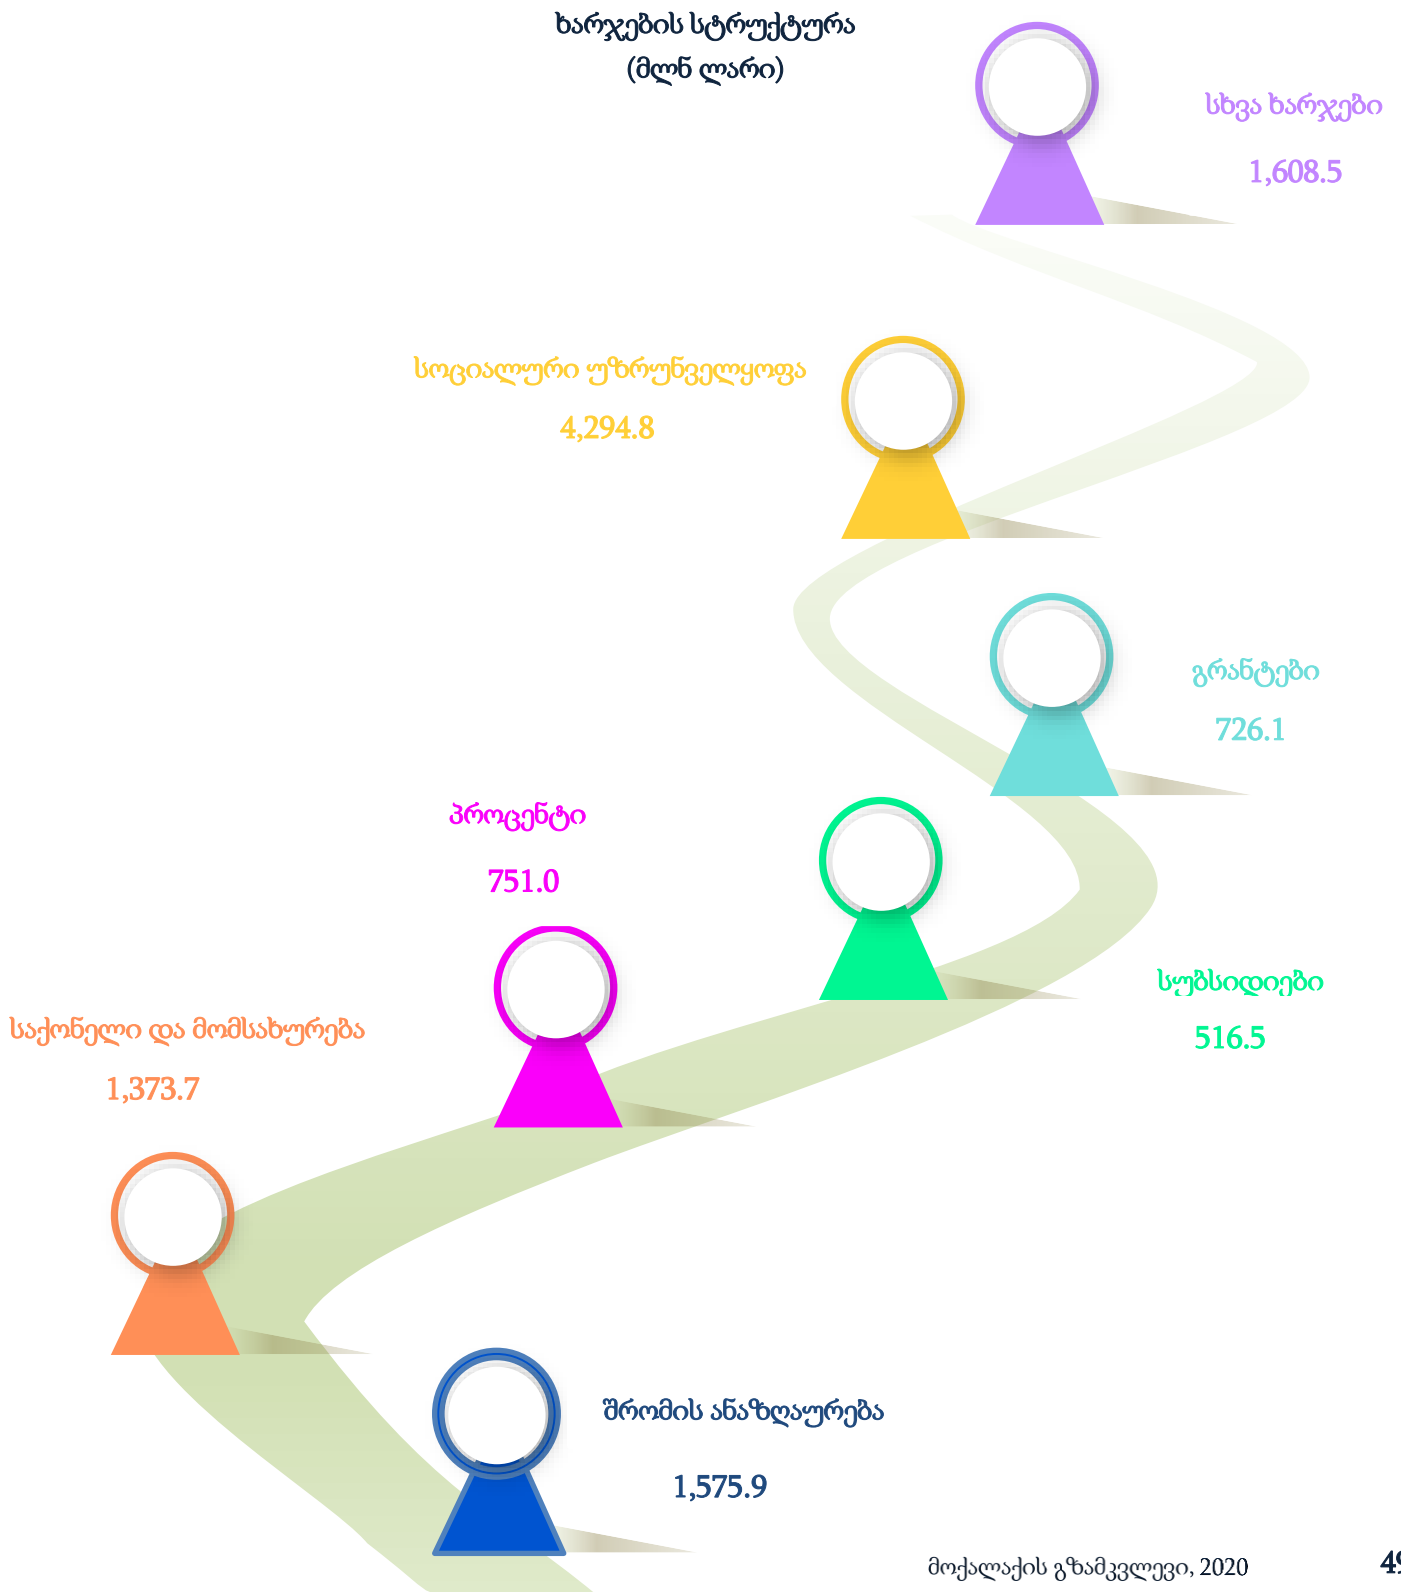 ხარჯების სტრუქტურა
(მლნ ლარი)
სხვა ხარჯები
1,608.5
სოციალური უზრუნველყოფა
4,294.8
გრანტები
726.1
პროცენტი
751.0
სუბსიდიები
516.5
საქონელი და მომსახურება
1,373.7
შრომის ანაზღაურება
1,575.9
მოქალაქის გზამკვლევი, 2020